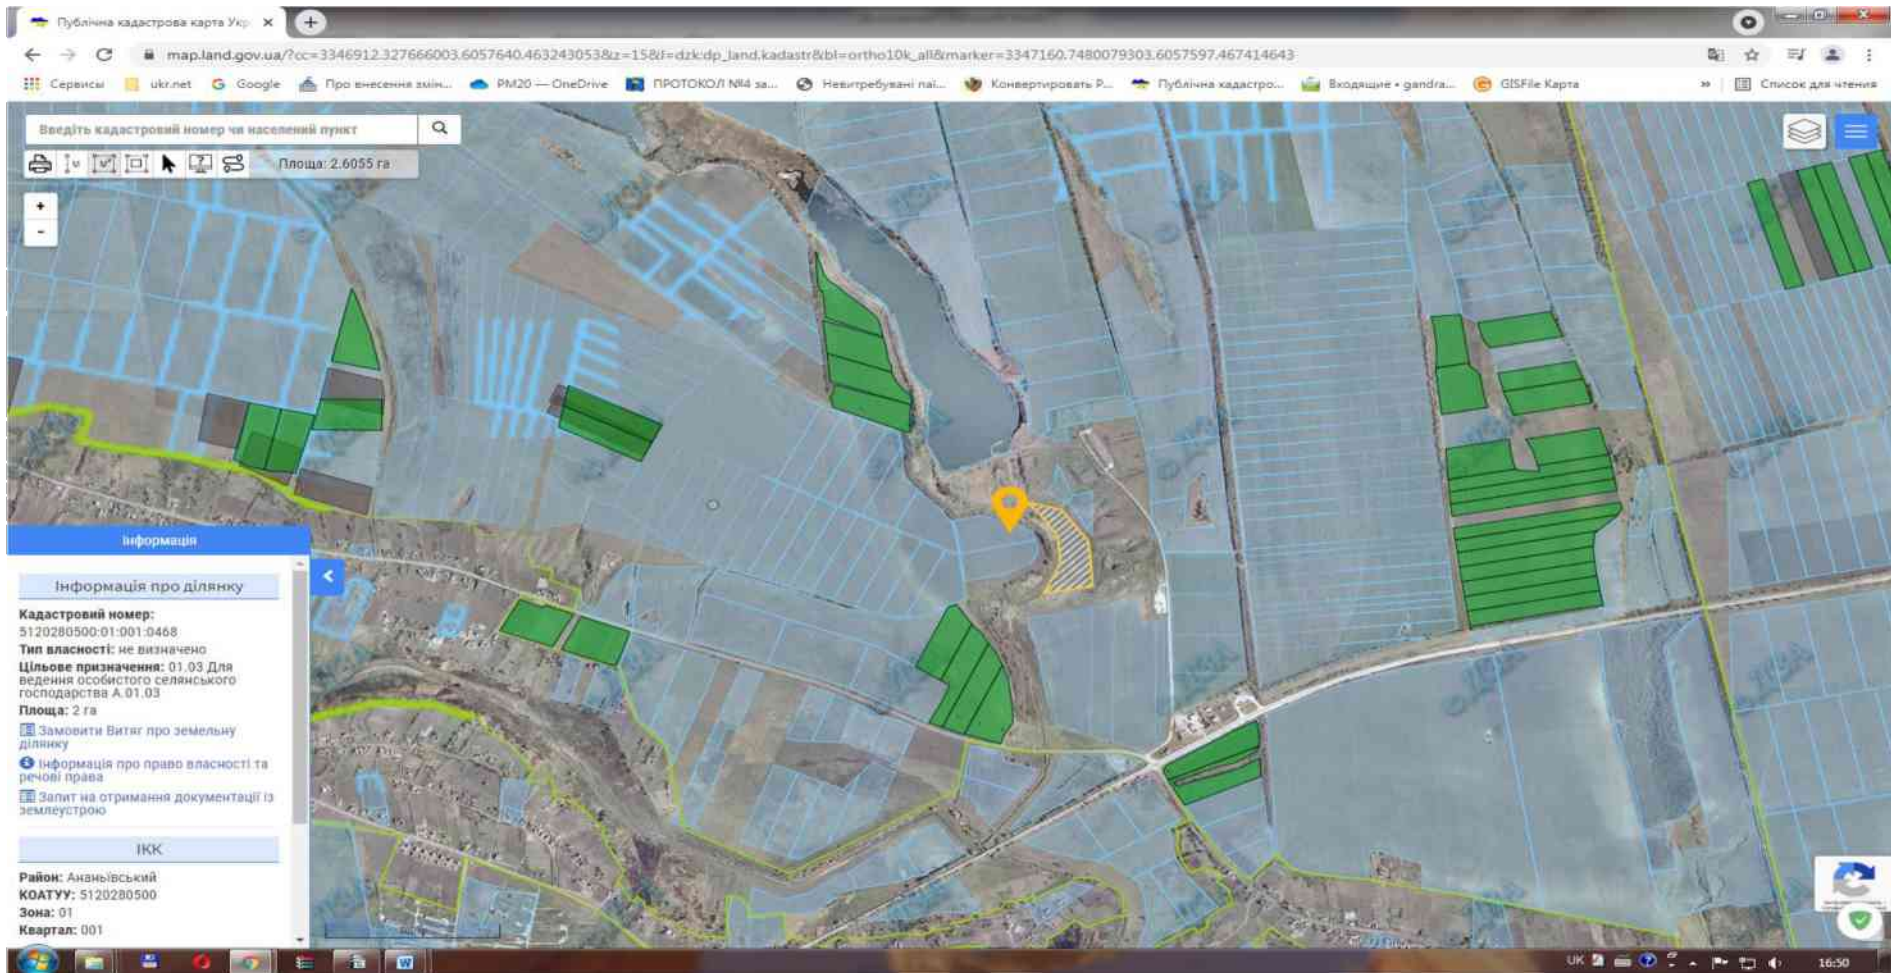 Публічна кадастрова карта Укр
map.land.gov.ua/?cc=3346912.327666003.6057640.463243053&z=15&l=dzk:dp_land.kadastr&bl=ortho10k_all&marker=3347160.7480079303.6057597.467414643
Сервисы ukr.net Google Про внесення змін... PM20 — OneDrive ПРОТОКОЛ №4 за... Невитребувані паї... Конвертировать P... Публічна кадастро... Входящие • gandra... GISFile Карта » Список для чтения
Введіть кадастровий номер чи населений пункт
Площа: 2.6055 га
+
-
Інформація
Інформація про ділянку
Кадастровий номер:
5120280500:01:001:0468
Тип власності: не визначено
Цільове призначення: 01.03 Для
ведення особистого селянського
господарства А.01.03
Площа: 2 га
Замовити Витяг про земельну
ділянку
Інформація про право власності та
речові права
Запит на отримання документації із
землеустрою
ІКК
Район: Ананьївський
КОАТУУ: 5120280500
Зона: 01
Квартал: 001
UK 16:50